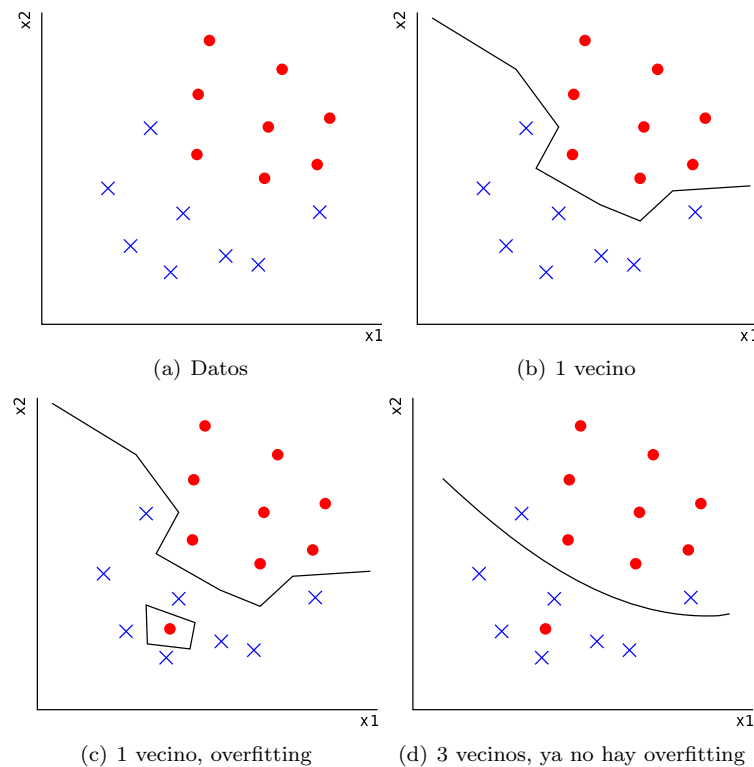 x2
x1
(a) Datos
x2
x1
(b) 1 vecino
x2
x1
(c) 1 vecino, overfitting
x2
x1
(d) 3 vecinos, ya no hay overfitting